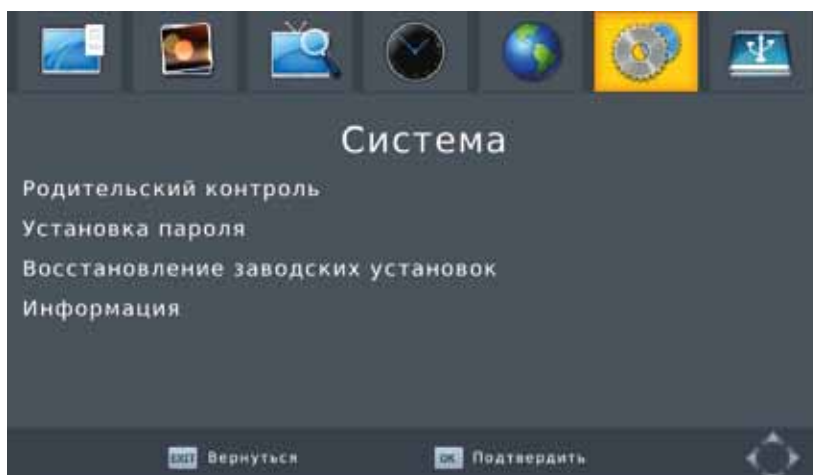 Система
Родительский контроль
Установка пароля
Восстановление заводских установок
Информация
EXIT Вернуться
OK Подтвердить